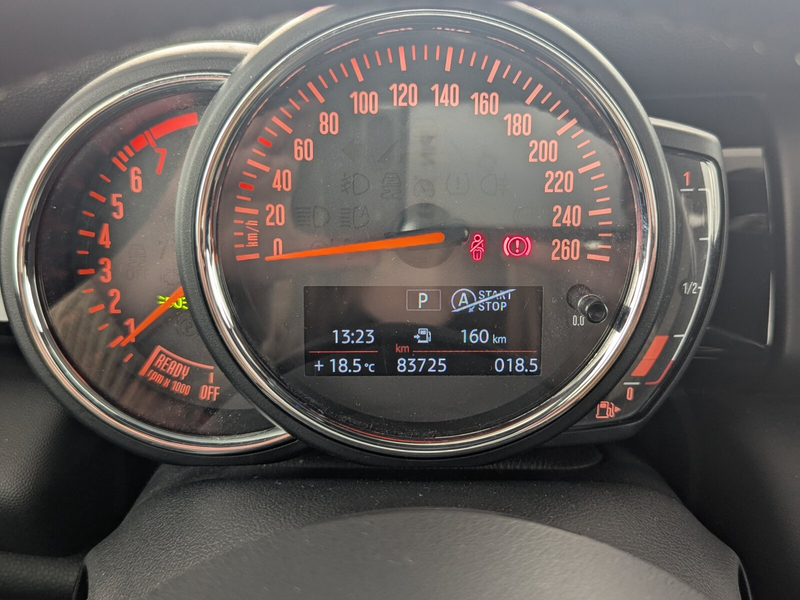 7
6
5
4
3
2
1
READY
OFF
rpm x 1000
0
20
40
60
80
100
120
140
160
180
200
220
240
260
km/h
P
A START
STOP
13:23
160 km
km
+ 18.5 °C
83725
018.5
0.0
1
1/2
0